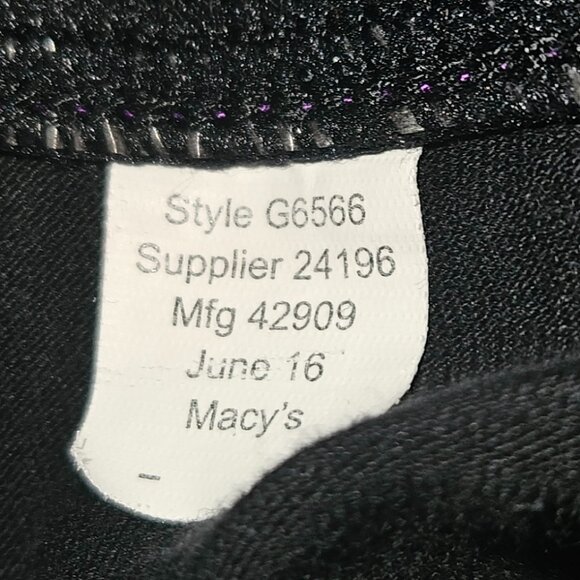 Style G6566
Supplier 24196
Mfg 42909
June 16
Macy's
-